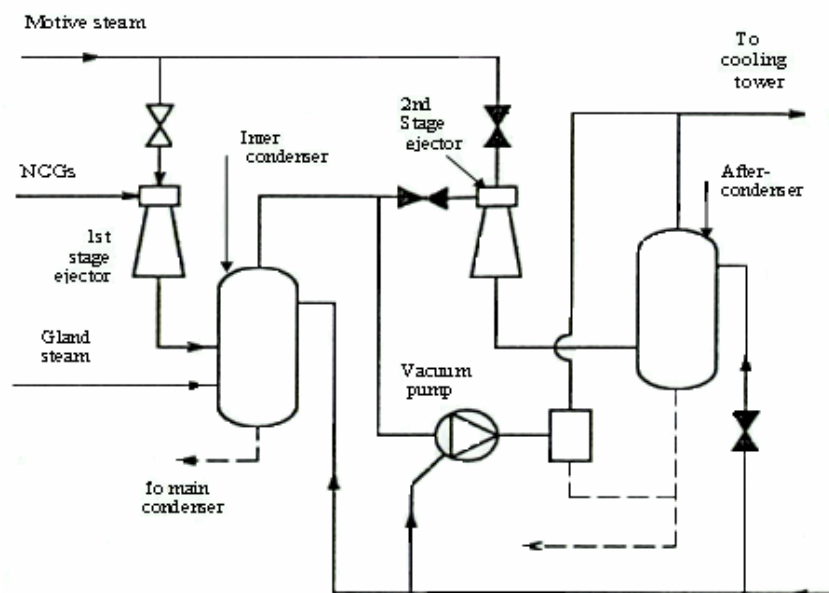 Motive steam
To
cooling
tower
2nd
Stage
ejector
Inter
condenser
NCGs
After-
condenser
1st
stage
ejector
Gland
steam
Vacuum
pump
To main
condenser